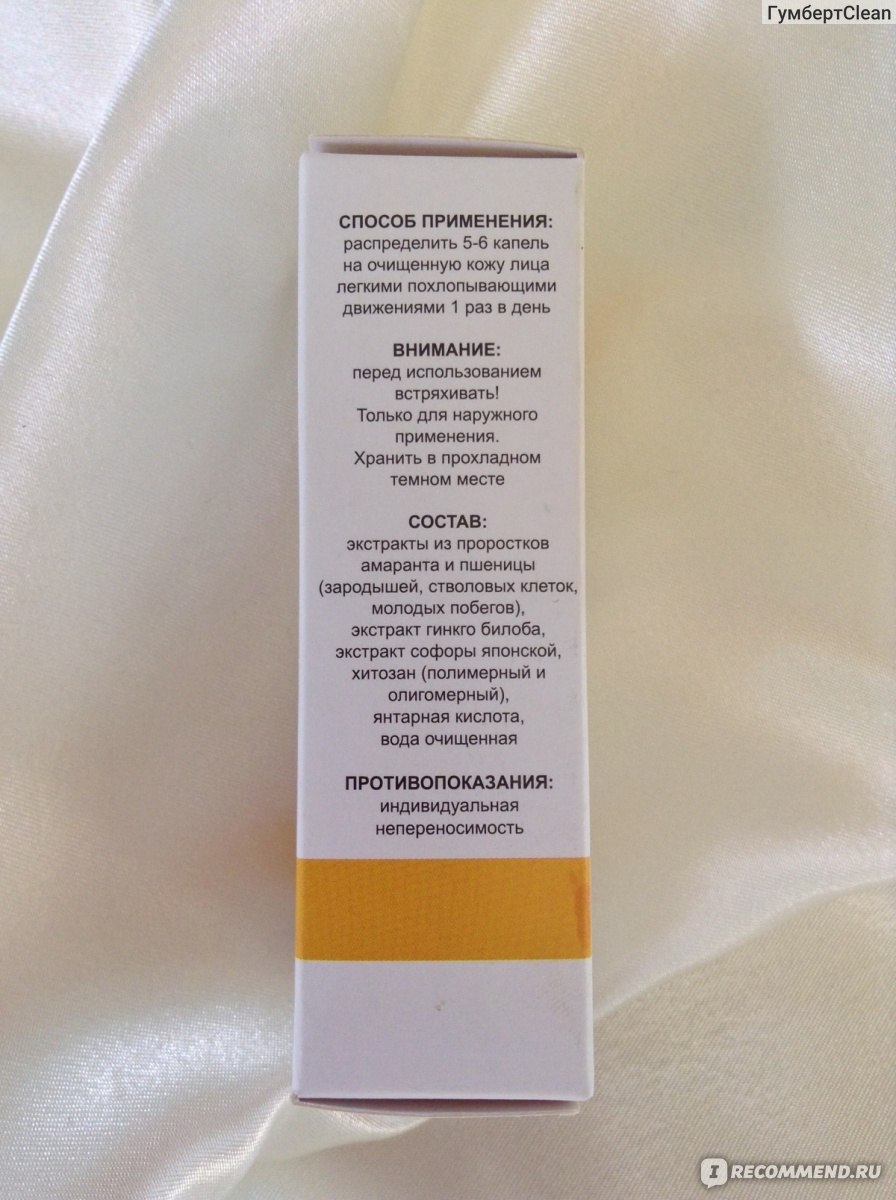 ГумбертClean
СПОСОБ ПРИМЕНЕНИЯ:
распределить 5-6 капель
на очищенную кожу лица
легкими похлопывающими
движениями 1 раз в день
ВНИМАНИЕ:
перед использованием
встряхивать!
Только для наружного
применения.
Хранить в прохладном
темном месте
СОСТАВ:
экстракты из проростков
амаранта и пшеницы
(зародышей, стволовых клеток,
молодых побегов),
экстракт гинкго билоба,
экстракт софоры японской,
хитозан (полимерный и
олигомерный),
янтарная кислота,
вода очищенная
ПРОТИВОПОКАЗАНИЯ:
индивидуальная
непереносимость
I RECOMMEND.RU